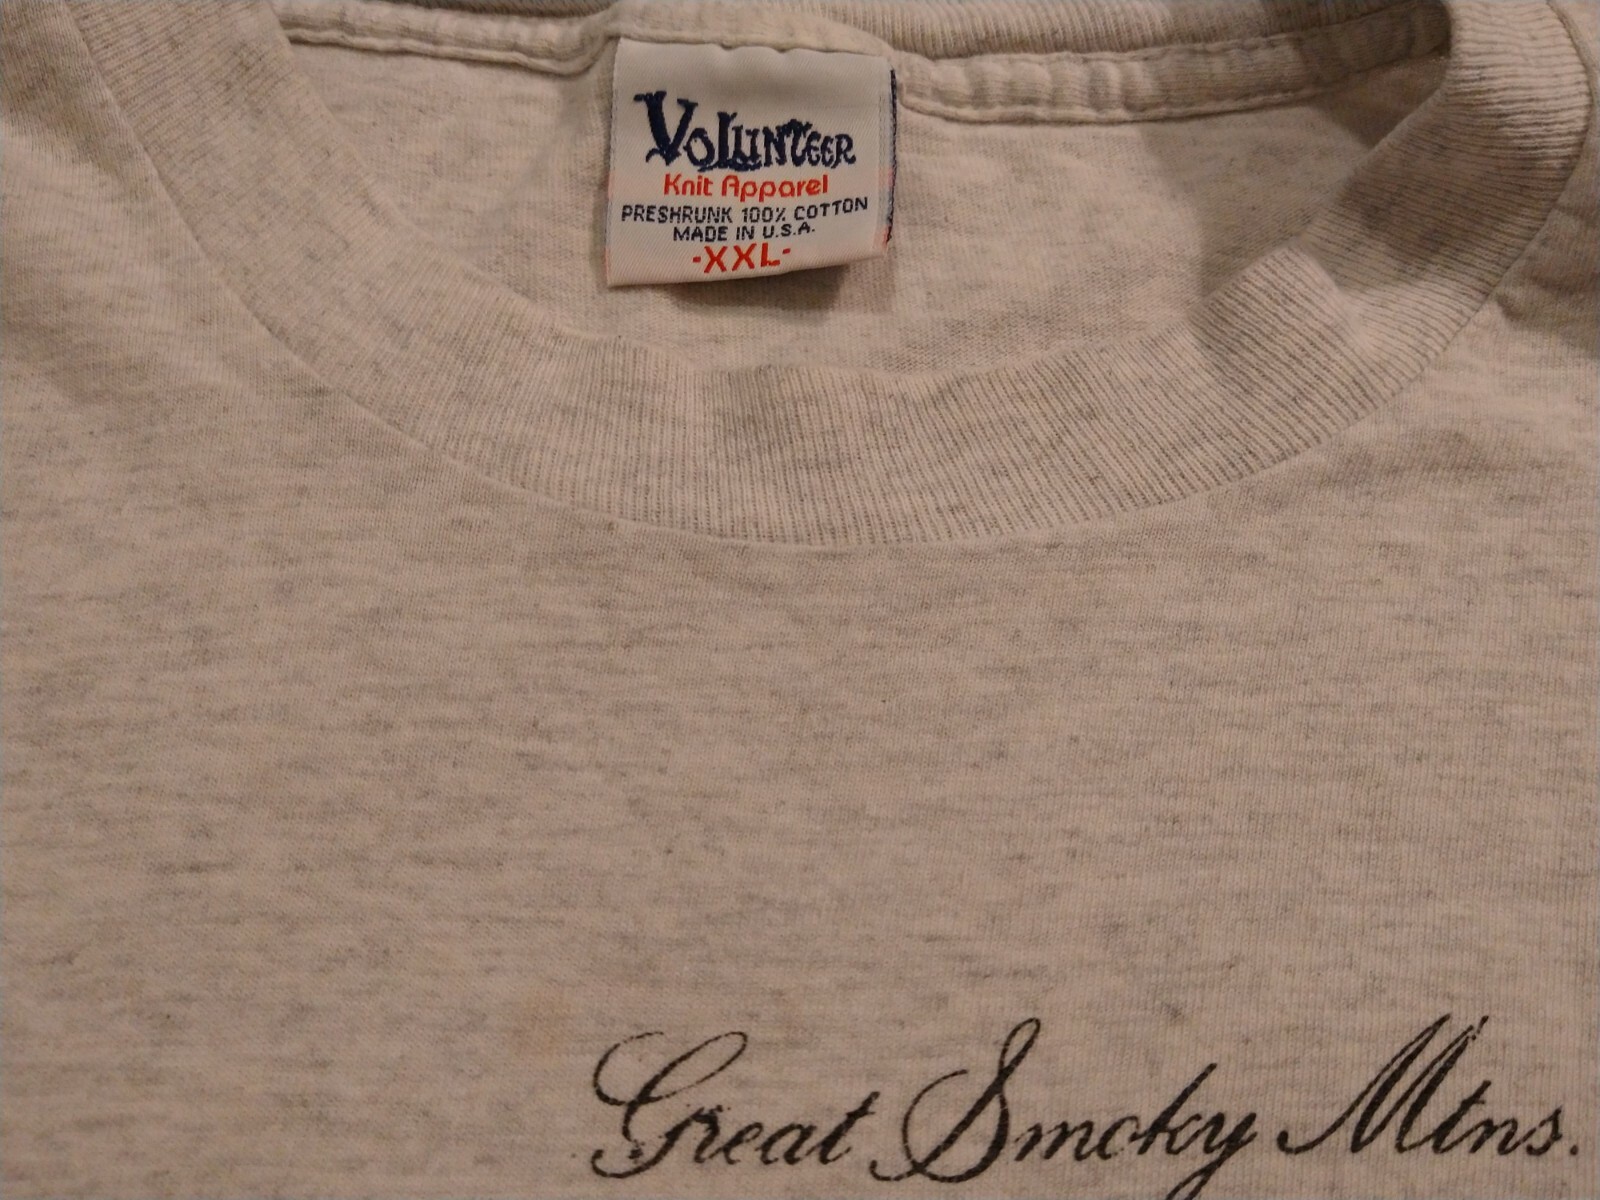 Volunteer
Knit Apparel
PRESHRUNK 100% COTTON
MADE IN U.S.A.
-XXL-
Great Smoky Mtns.